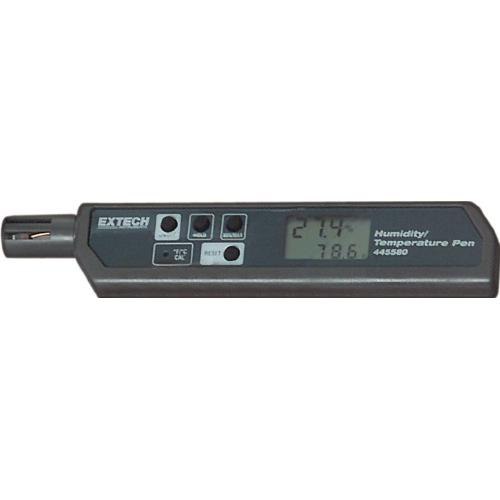 EXTECH
HOLD
°F/°C
CAL
RESET
27.4%
78.6
Humidity/
Temperature Pen
445580